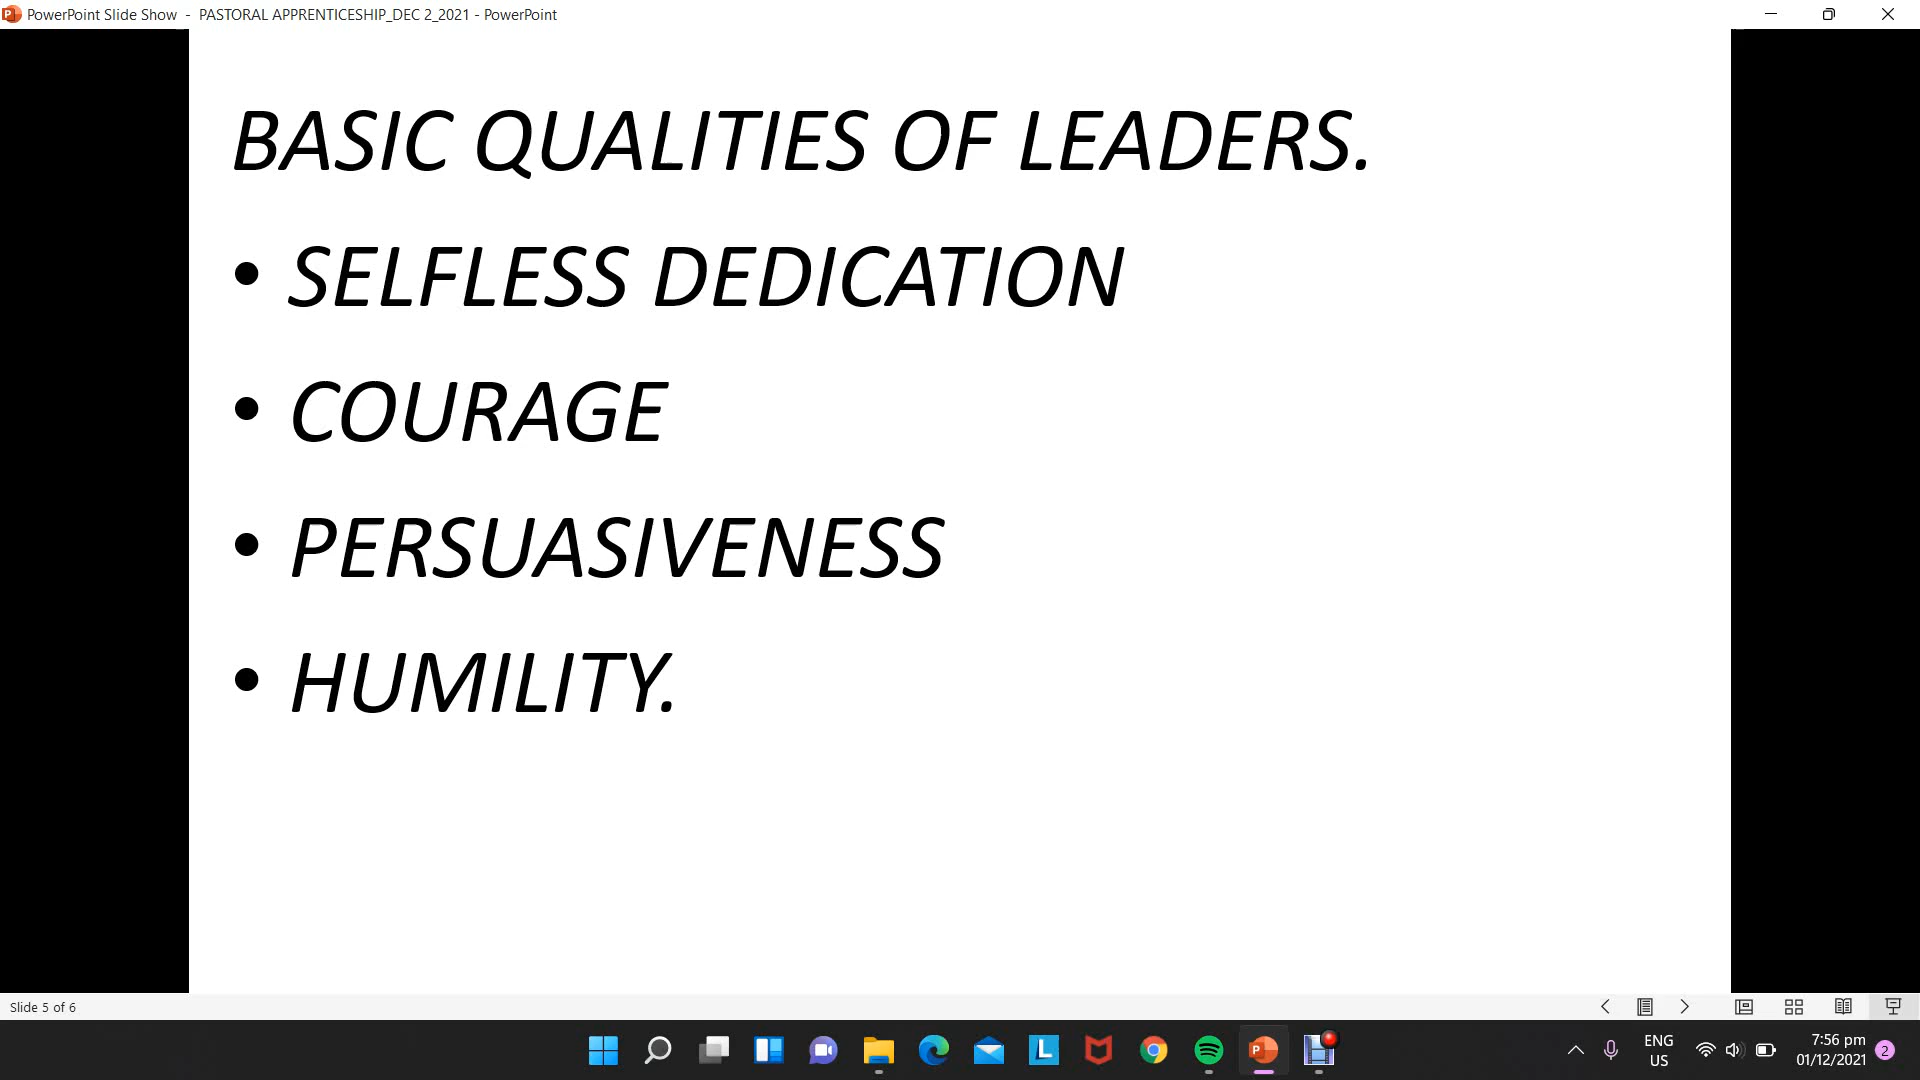 PowerPoint Slide Show - PASTORAL APPRENTICESHIP_DEC 2_2021 - PowerPoint
BASIC QUALITIES OF LEADERS.
• SELFLESS DEDICATION
• COURAGE
• PERSUASIVENESS
• HUMILITY.
Slide 5 of 6
ENG
US
7:56 pm
01/12/2021
2